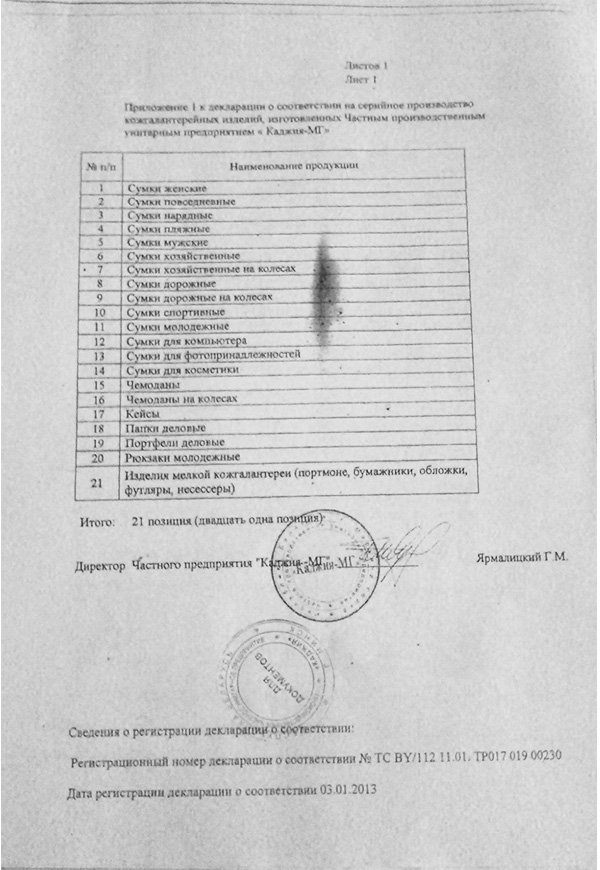 Листов 1
Лист 1
Приложение 1 к декларации о соответствии на серийное производство
кожгалантерейных изделий, изготовленных Частным производственным
унитарным предприятием « Каджия-МГ»
№ п/п Наименование продукции
1 Сумки женские
2 Сумки повседневные
3 Сумки нарядные
4 Сумки пляжные
5 Сумки мужские
6 Сумки хозяйственные
7 Сумки хозяйственные на колесах
8 Сумки дорожные
9 Сумки дорожные на колесах
10 Сумки спортивные
11 Сумки молодежные
12 Сумки для компьютера
13 Сумки для фотопринадлежностей
14 Сумки для косметики
15 Чемоданы
16 Чемоданы на колесах
17 Кейсы
18 Папки деловые
19 Портфели деловые
20 Рюкзаки молодежные
21 Изделия мелкой кожгалантереи (портмоне, бумажники, обложки,
футляры, несессеры)
Итого: 21 позиция (двадцать одна позиция)
Директор Частного предприятия "Каджия-МГ" Ярмалицкий Г.М.
Каджия-МГ
ДЛЯ
ДОКУМЕНТОВ
Сведения о регистрации декларации о соответствии:
Регистрационный номер декларации о соответствии № ТС BY/112 11.01. ТР017 019 00230
Дата регистрации декларации о соответствии 03.01.2013